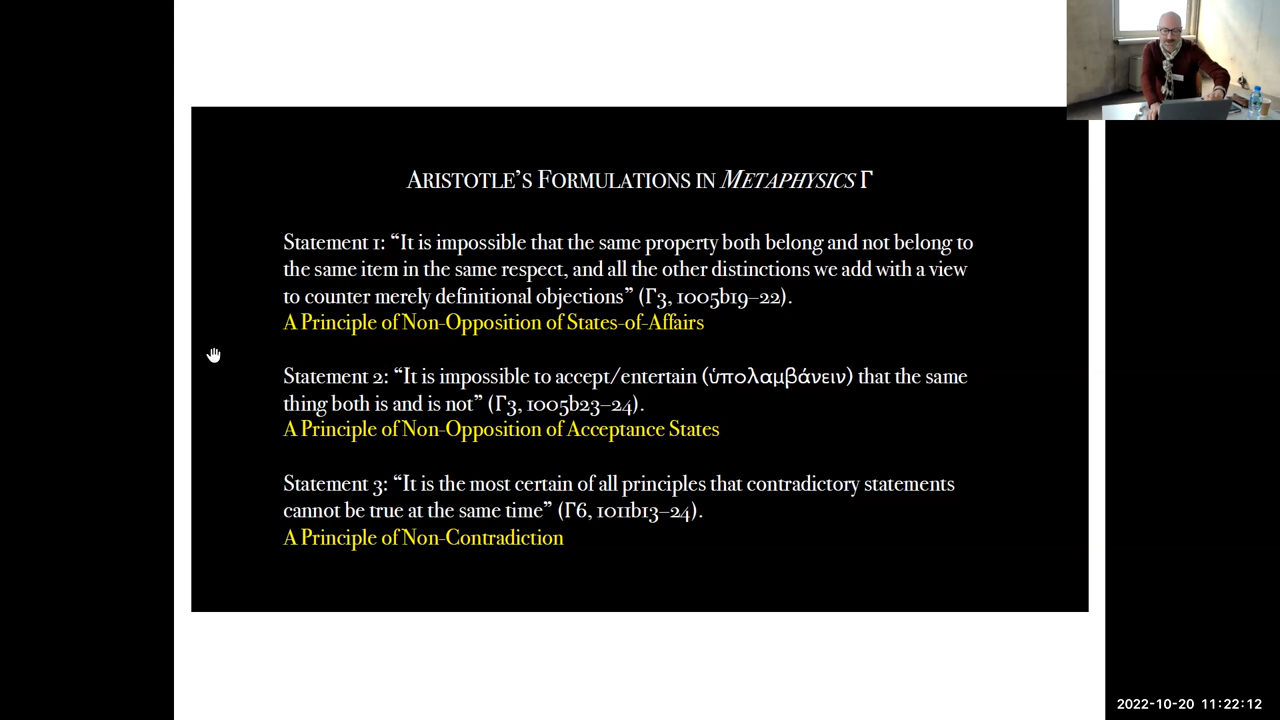 ARISTOTLE'S FORMULATIONS IN METAPHYSICS Γ
Statement 1: “It is impossible that the same property both belong and not belong to
the same item in the same respect, and all the other distinctions we add with a view
to counter merely definitional objections” (Γ3, 1005b19–22).
A Principle of Non-Opposition of States-of-Affairs
Statement 2: “It is impossible to accept/entertain (ὑπολαμβάνειν) that the same
thing both is and is not” (Γ3, 1005b23–24).
A Principle of Non-Opposition of Acceptance States
Statement 3: “It is the most certain of all principles that contradictory statements
cannot be true at the same time” (Γ6, 1011b13–24).
A Principle of Non-Contradiction
2022-10-20 11:22:12